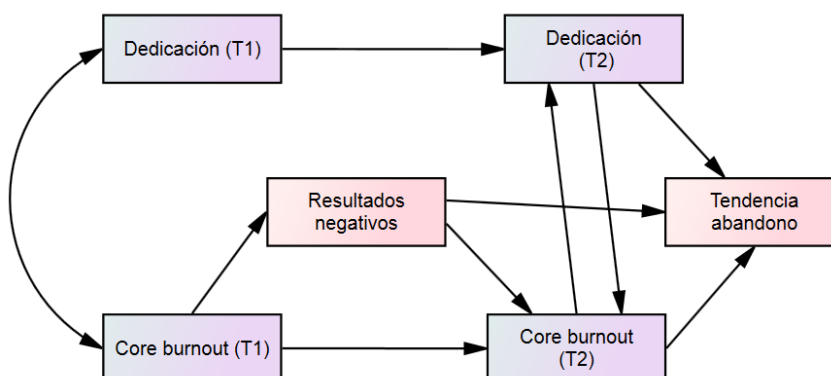 Dedicación (T1)
Dedicación
(T2)
Resultados
negativos
Tendencia
abandono
Core burnout (T1)
Core burnout
(T2)